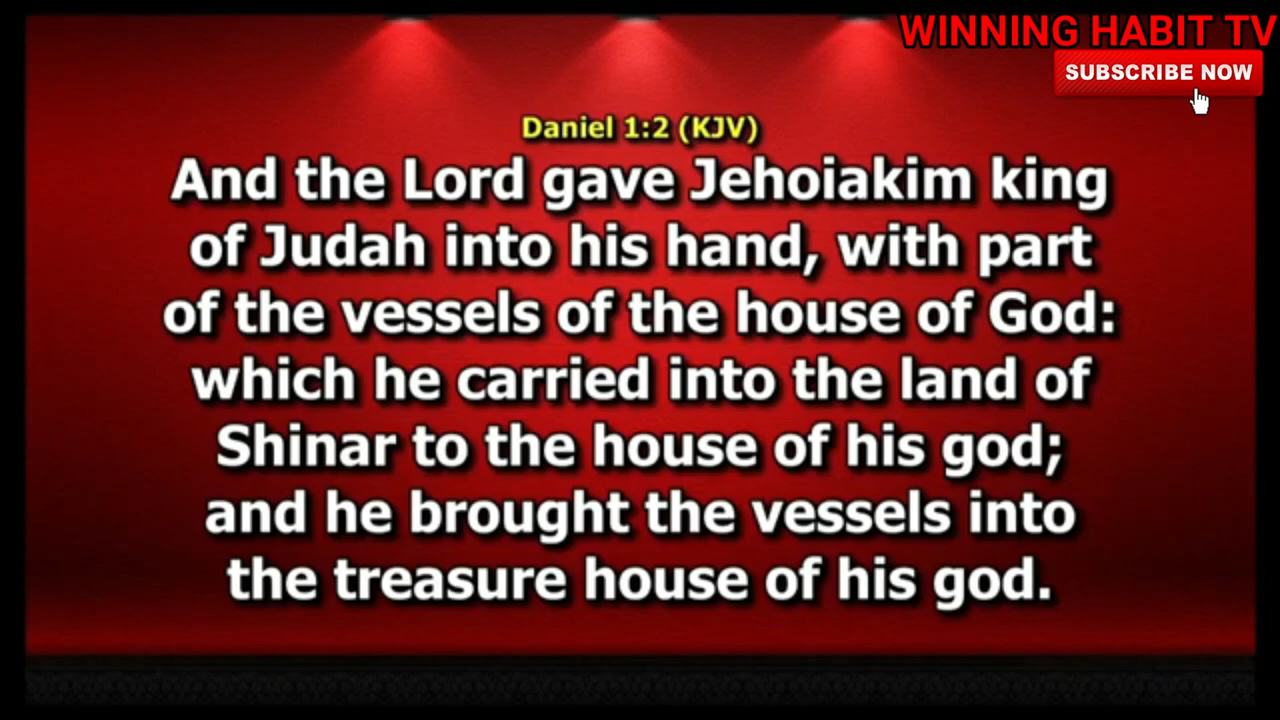 WINNING HABIT TV
SUBSCRIBE NOW
Daniel 1:2 (KJV)
And the Lord gave Jehoiakim king
of Judah into his hand, with part
of the vessels of the house of God:
which he carried into the land of
Shinar to the house of his god;
and he brought the vessels into
the treasure house of his god.